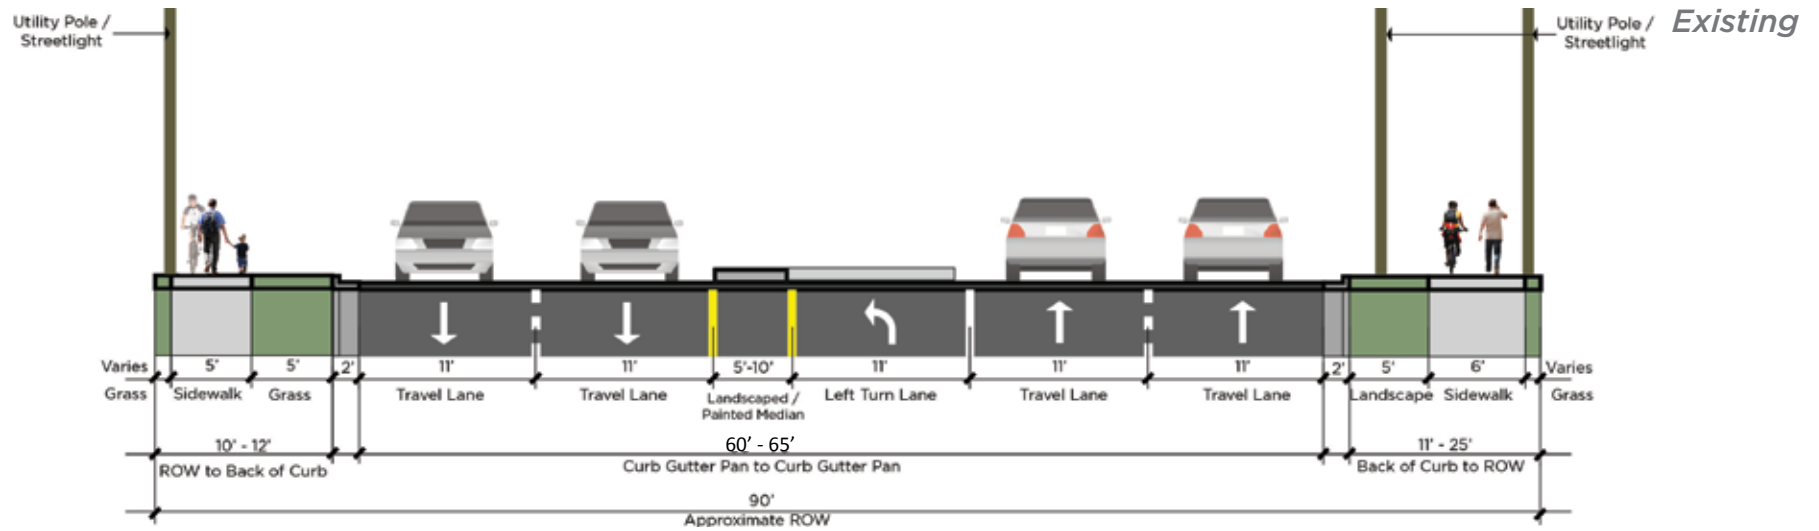 Utility Pole /
Streetlight
Utility Pole /
Streetlight
Existing
Varies
5'
5'
2'
11'
11'
5'-10'
11'
11'
11'
2'
5'
6'
Varies
Grass
Sidewalk
Grass
Travel Lane
Travel Lane
Landscaped /
Painted Median
Left Turn Lane
Travel Lane
Travel Lane
Landscape
Sidewalk
Grass
10' - 12'
ROW to Back of Curb
60’ - 65’
Curb Gutter Pan to Curb Gutter Pan
11' - 25'
Back of Curb to ROW
90'
Approximate ROW